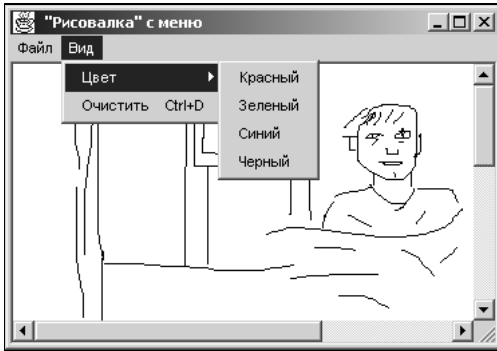 "Рисовалка" с меню
Файл Вид
Цвет
Очистить Ctrl+D
Красный
Зеленый
Синий
Черный